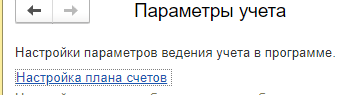 Параметры учета
Настройки параметров ведения учета в программе.
Настройка плана счетов